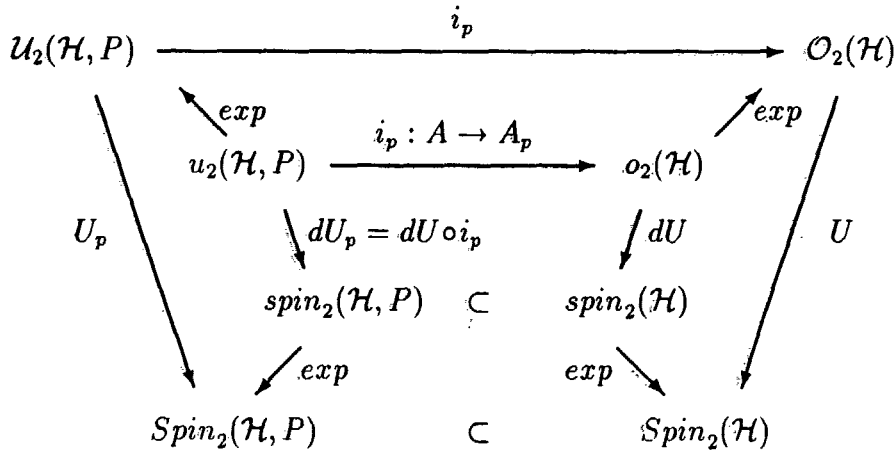 i_p
𝒰₂(ℋ, P) 𝒪₂(ℋ)
exp exp
i_p : A → A_p
u₂(ℋ, P) o₂(ℋ)
U_p dU_p = dU∘i_p dU U
spin₂(ℋ, P) ⊂ spin₂(ℋ)
exp exp
Spin₂(ℋ, P) ⊂ Spin₂(ℋ)